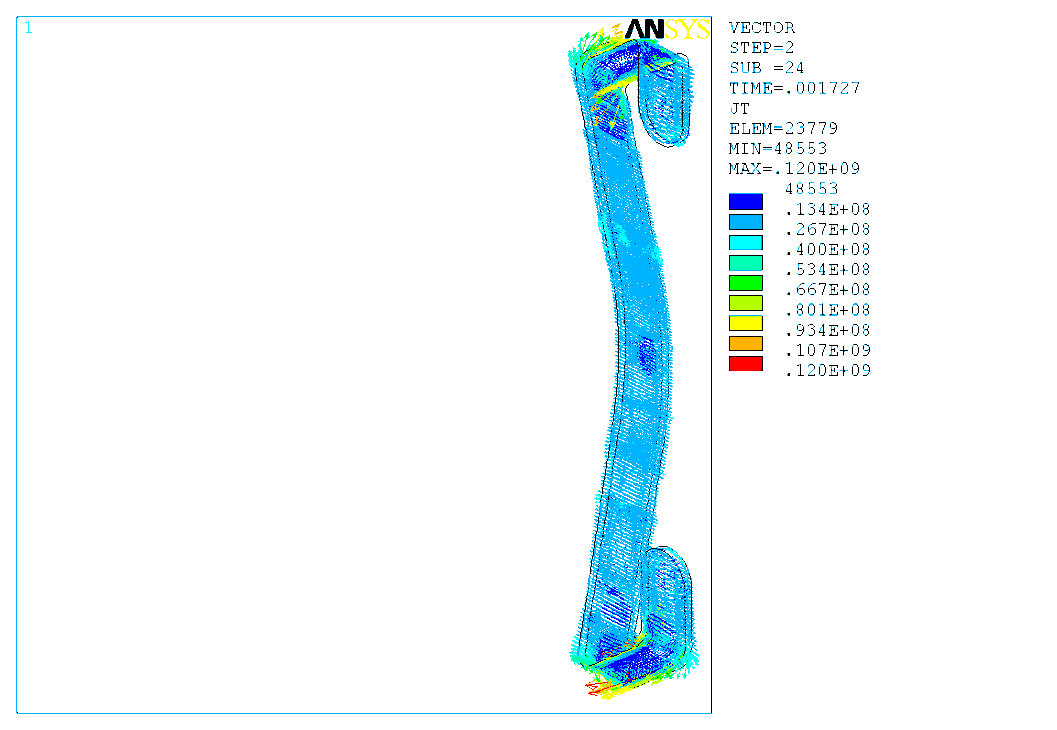 1
ANSYS
VECTOR
STEP=2
SUB =24
TIME=.001727
JT
ELEM=23779
MIN=48553
MAX=.120E+09
48553
.134E+08
.267E+08
.400E+08
.534E+08
.667E+08
.801E+08
.934E+08
.107E+09
.120E+09